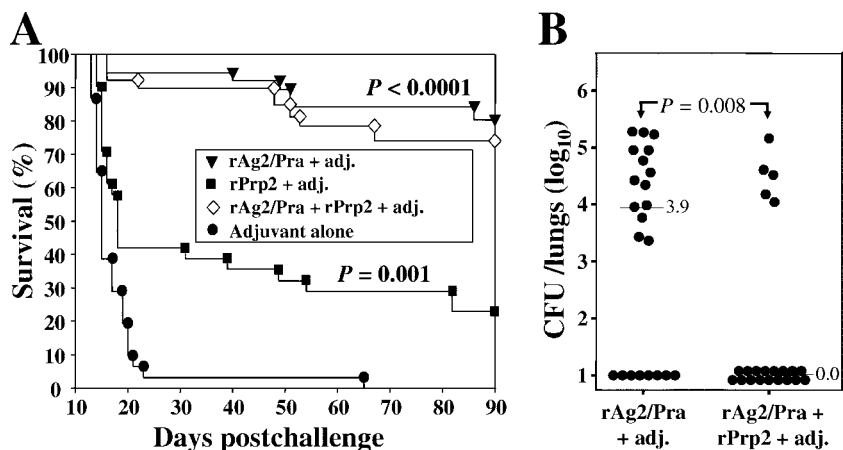 A
Survival (%)
100
90
80
70
60
50
40
30
20
10
0
P < 0.0001
rAg2/Pra + adj.
rPrp2 + adj.
rAg2/Pra + rPrp2 + adj.
Adjuvant alone
P = 0.001
10 20 30 40 50 60 70 80 90
Days postchallenge
B
CFU /lungs (log10)
6
5
4
3
2
1
P = 0.008
3.9
0.0
rAg2/Pra
+ adj.
rAg2/Pra +
rPrp2 + adj.